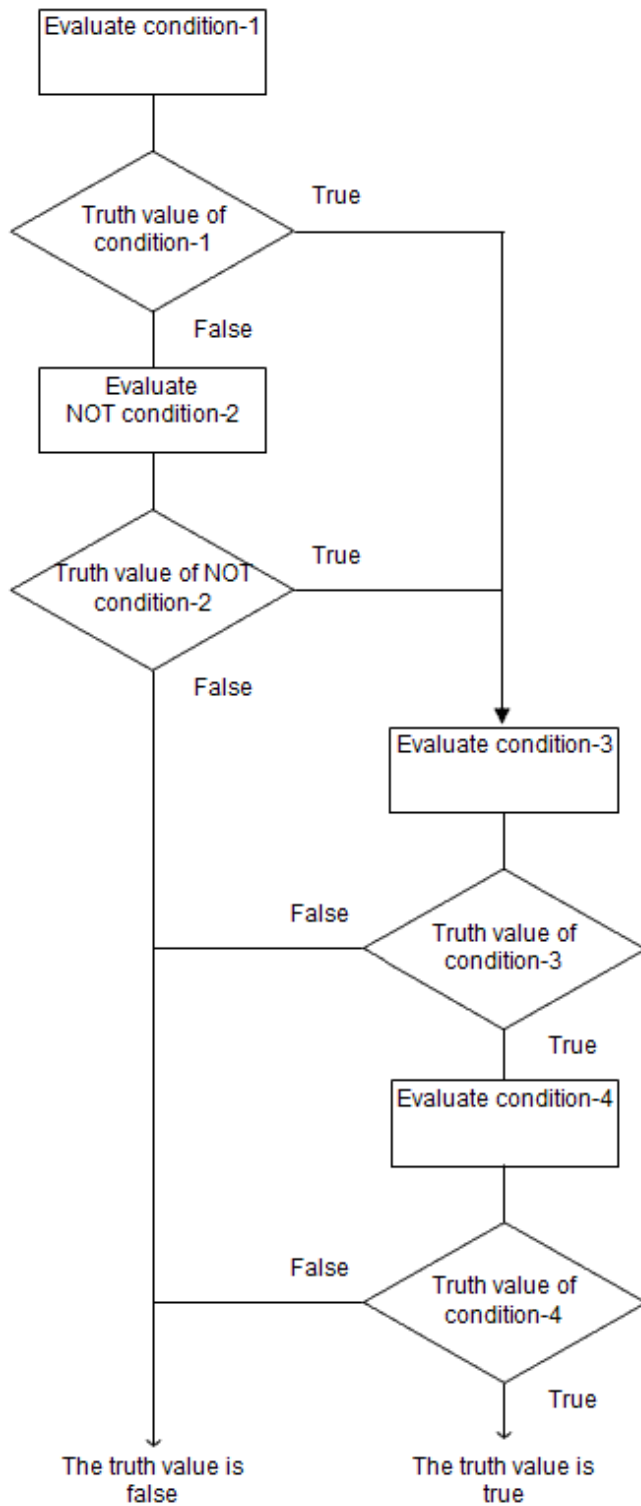 Evaluate condition-1
True
Truth value of
condition-1
False
Evaluate
NOT condition-2
True
Truth value of NOT
condition-2
False
Evaluate condition-3
False
Truth value of
condition-3
True
Evaluate condition-4
False
Truth value of
condition-4
True
The truth value is
false
The truth value is
true